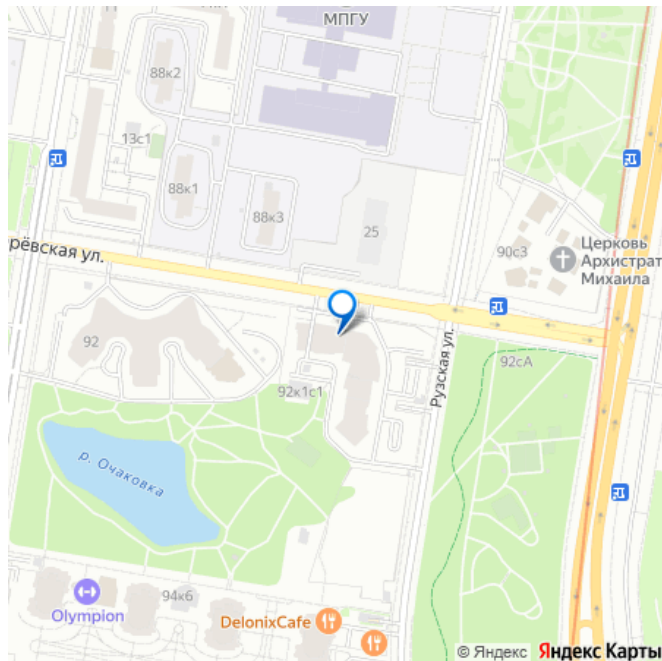 МПГУ
88к2
13с1
88к1
88к3
25
90с3
Церковь
Архистрат
Михаила
рёвская ул.
92
92к1с1
Рузская ул.
92сА
р. Очаковка
94к6
Olympion
DelonixCafe
© Яндекс Яндекс Карты